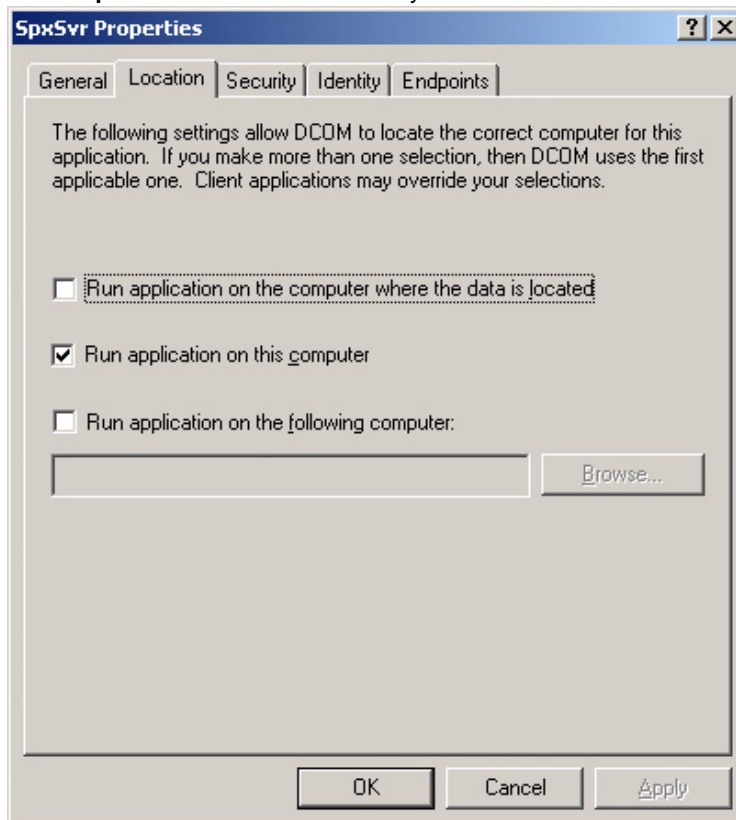 SpxSvr Properties
General Location Security Identity Endpoints
The following settings allow DCOM to locate the correct computer for this
application. If you make more than one selection, then DCOM uses the first
applicable one. Client applications may override your selections.
Run application on the computer where the data is located
Run application on this computer
Run application on the following computer:
Browse...
OK Cancel Apply